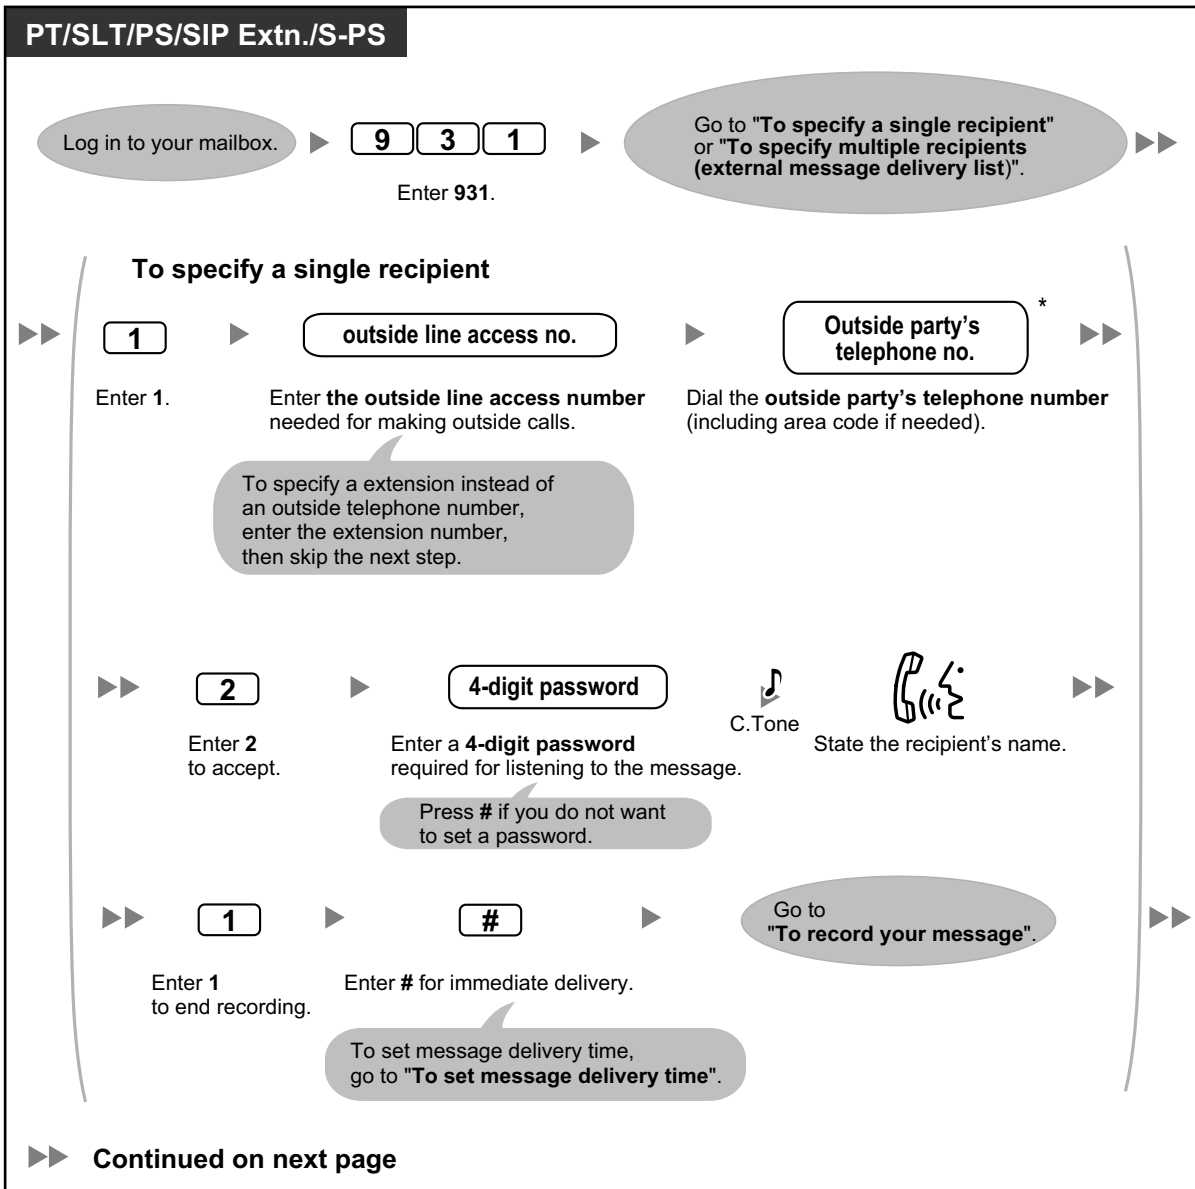 PT/SLT/PS/SIP Extn./S-PS
Log in to your mailbox.
9 3 1
Enter 931.
Go to "To specify a single recipient"
or "To specify multiple recipients
(external message delivery list)".
To specify a single recipient
1
Enter 1.
outside line access no.
Enter the outside line access number
needed for making outside calls.
To specify a extension instead of
an outside telephone number,
enter the extension number,
then skip the next step.
Outside party's
telephone no.
*
Dial the outside party's telephone number
(including area code if needed).
2
Enter 2
to accept.
4-digit password
Enter a 4-digit password
required for listening to the message.
Press # if you do not want
to set a password.
C.Tone
State the recipient's name.
1
Enter 1
to end recording.
#
Enter # for immediate delivery.
To set message delivery time,
go to "To set message delivery time".
Go to
"To record your message".
Continued on next page